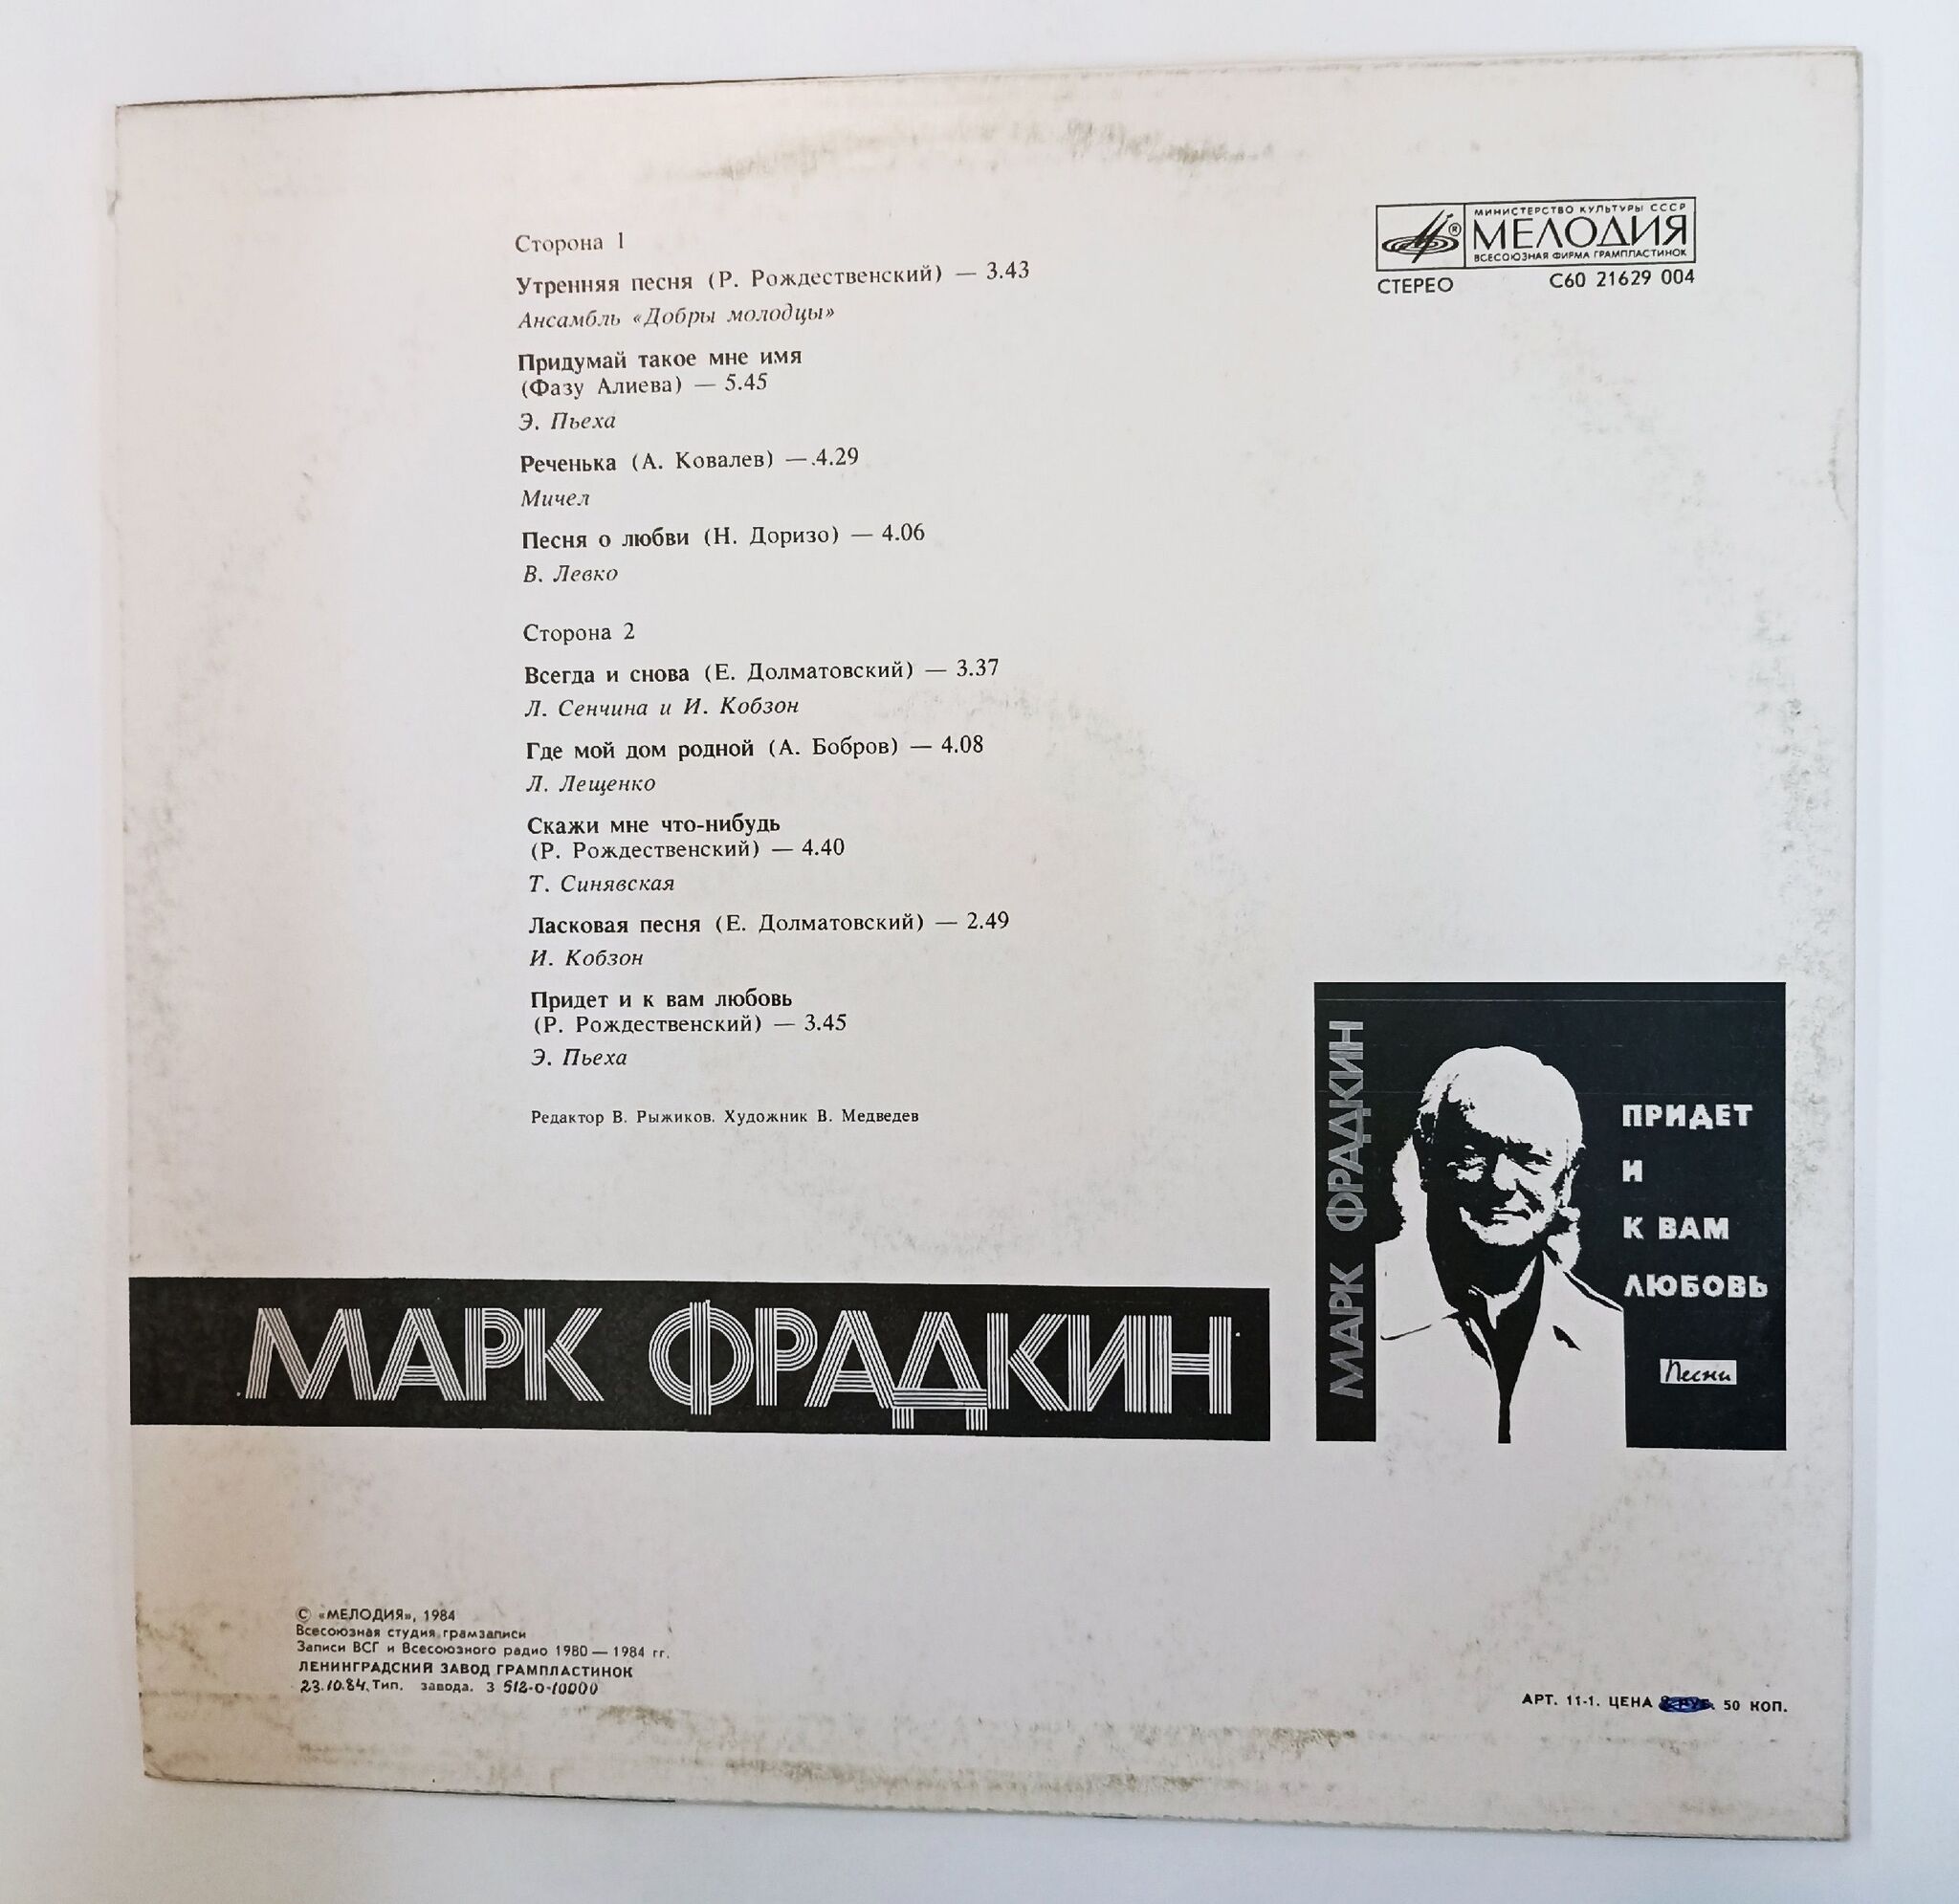 МИНИСТЕРСТВО КУЛЬТУРЫ СССР
МЕЛОДИЯ
ВСЕСОЮЗНАЯ ФИРМА ГРАМПЛАСТИНОК
СТЕРЕО С60 21629 004
Сторона 1
Утренняя песня (Р. Рождественский) — 3.43
Ансамбль «Добры молодцы»
Придумай такое мне имя
(Фазу Алиева) — 5.45
Э. Пьеха
Реченька (А. Ковалев) — 4.29
Мичел
Песня о любви (Н. Доризо) — 4.06
В. Левко
Сторона 2
Всегда и снова (Е. Долматовский) — 3.37
Л. Сенчина и И. Кобзон
Где мой дом родной (А. Бобров) — 4.08
Л. Лещенко
Скажи мне что-нибудь
(Р. Рождественский) — 4.40
Т. Синявская
Ласковая песня (Е. Долматовский) — 2.49
И. Кобзон
Придет и к вам любовь
(Р. Рождественский) — 3.45
Э. Пьеха
Редактор В. Рыжиков. Художник В. Медведев
МАРК ФРАДКИН
МАРК ФРАДКИН
ПРИДЕТ
И
К ВАМ
ЛЮБОВЬ
Песни
© «МЕЛОДИЯ», 1984
Всесоюзная студия грамзаписи
Записи ВСГ и Всесоюзного радио 1980 — 1984 гг.
ЛЕНИНГРАДСКИЙ ЗАВОД ГРАМПЛАСТИНОК
23.10.84. Тип. завода. З 512-0-10000
АРТ. 11-1. ЦЕНА 50 КОП.